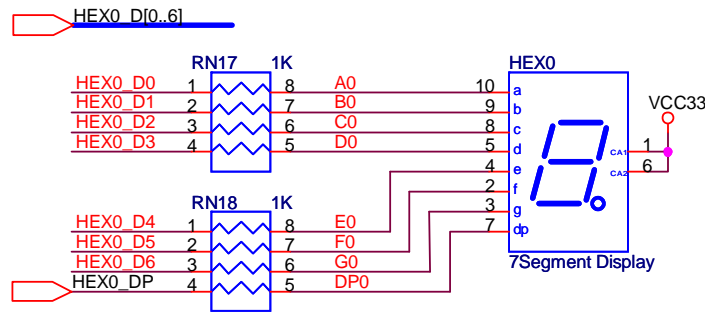 HEX0_D[0..6]
RN17 1K HEX0
HEX0_D0 1 8 A0 10 a
HEX0_D1 2 7 B0 9 b
HEX0_D2 3 6 C0 8 c
HEX0_D3 4 5 D0 5 d
VCC33
CA1 1
CA2 6
4 e
2 f
3 g
7 dp
RN18 1K
HEX0_D4 1 8 E0
HEX0_D5 2 7 F0
HEX0_D6 3 6 G0
HEX0_DP 4 5 DP0
7Segment Display